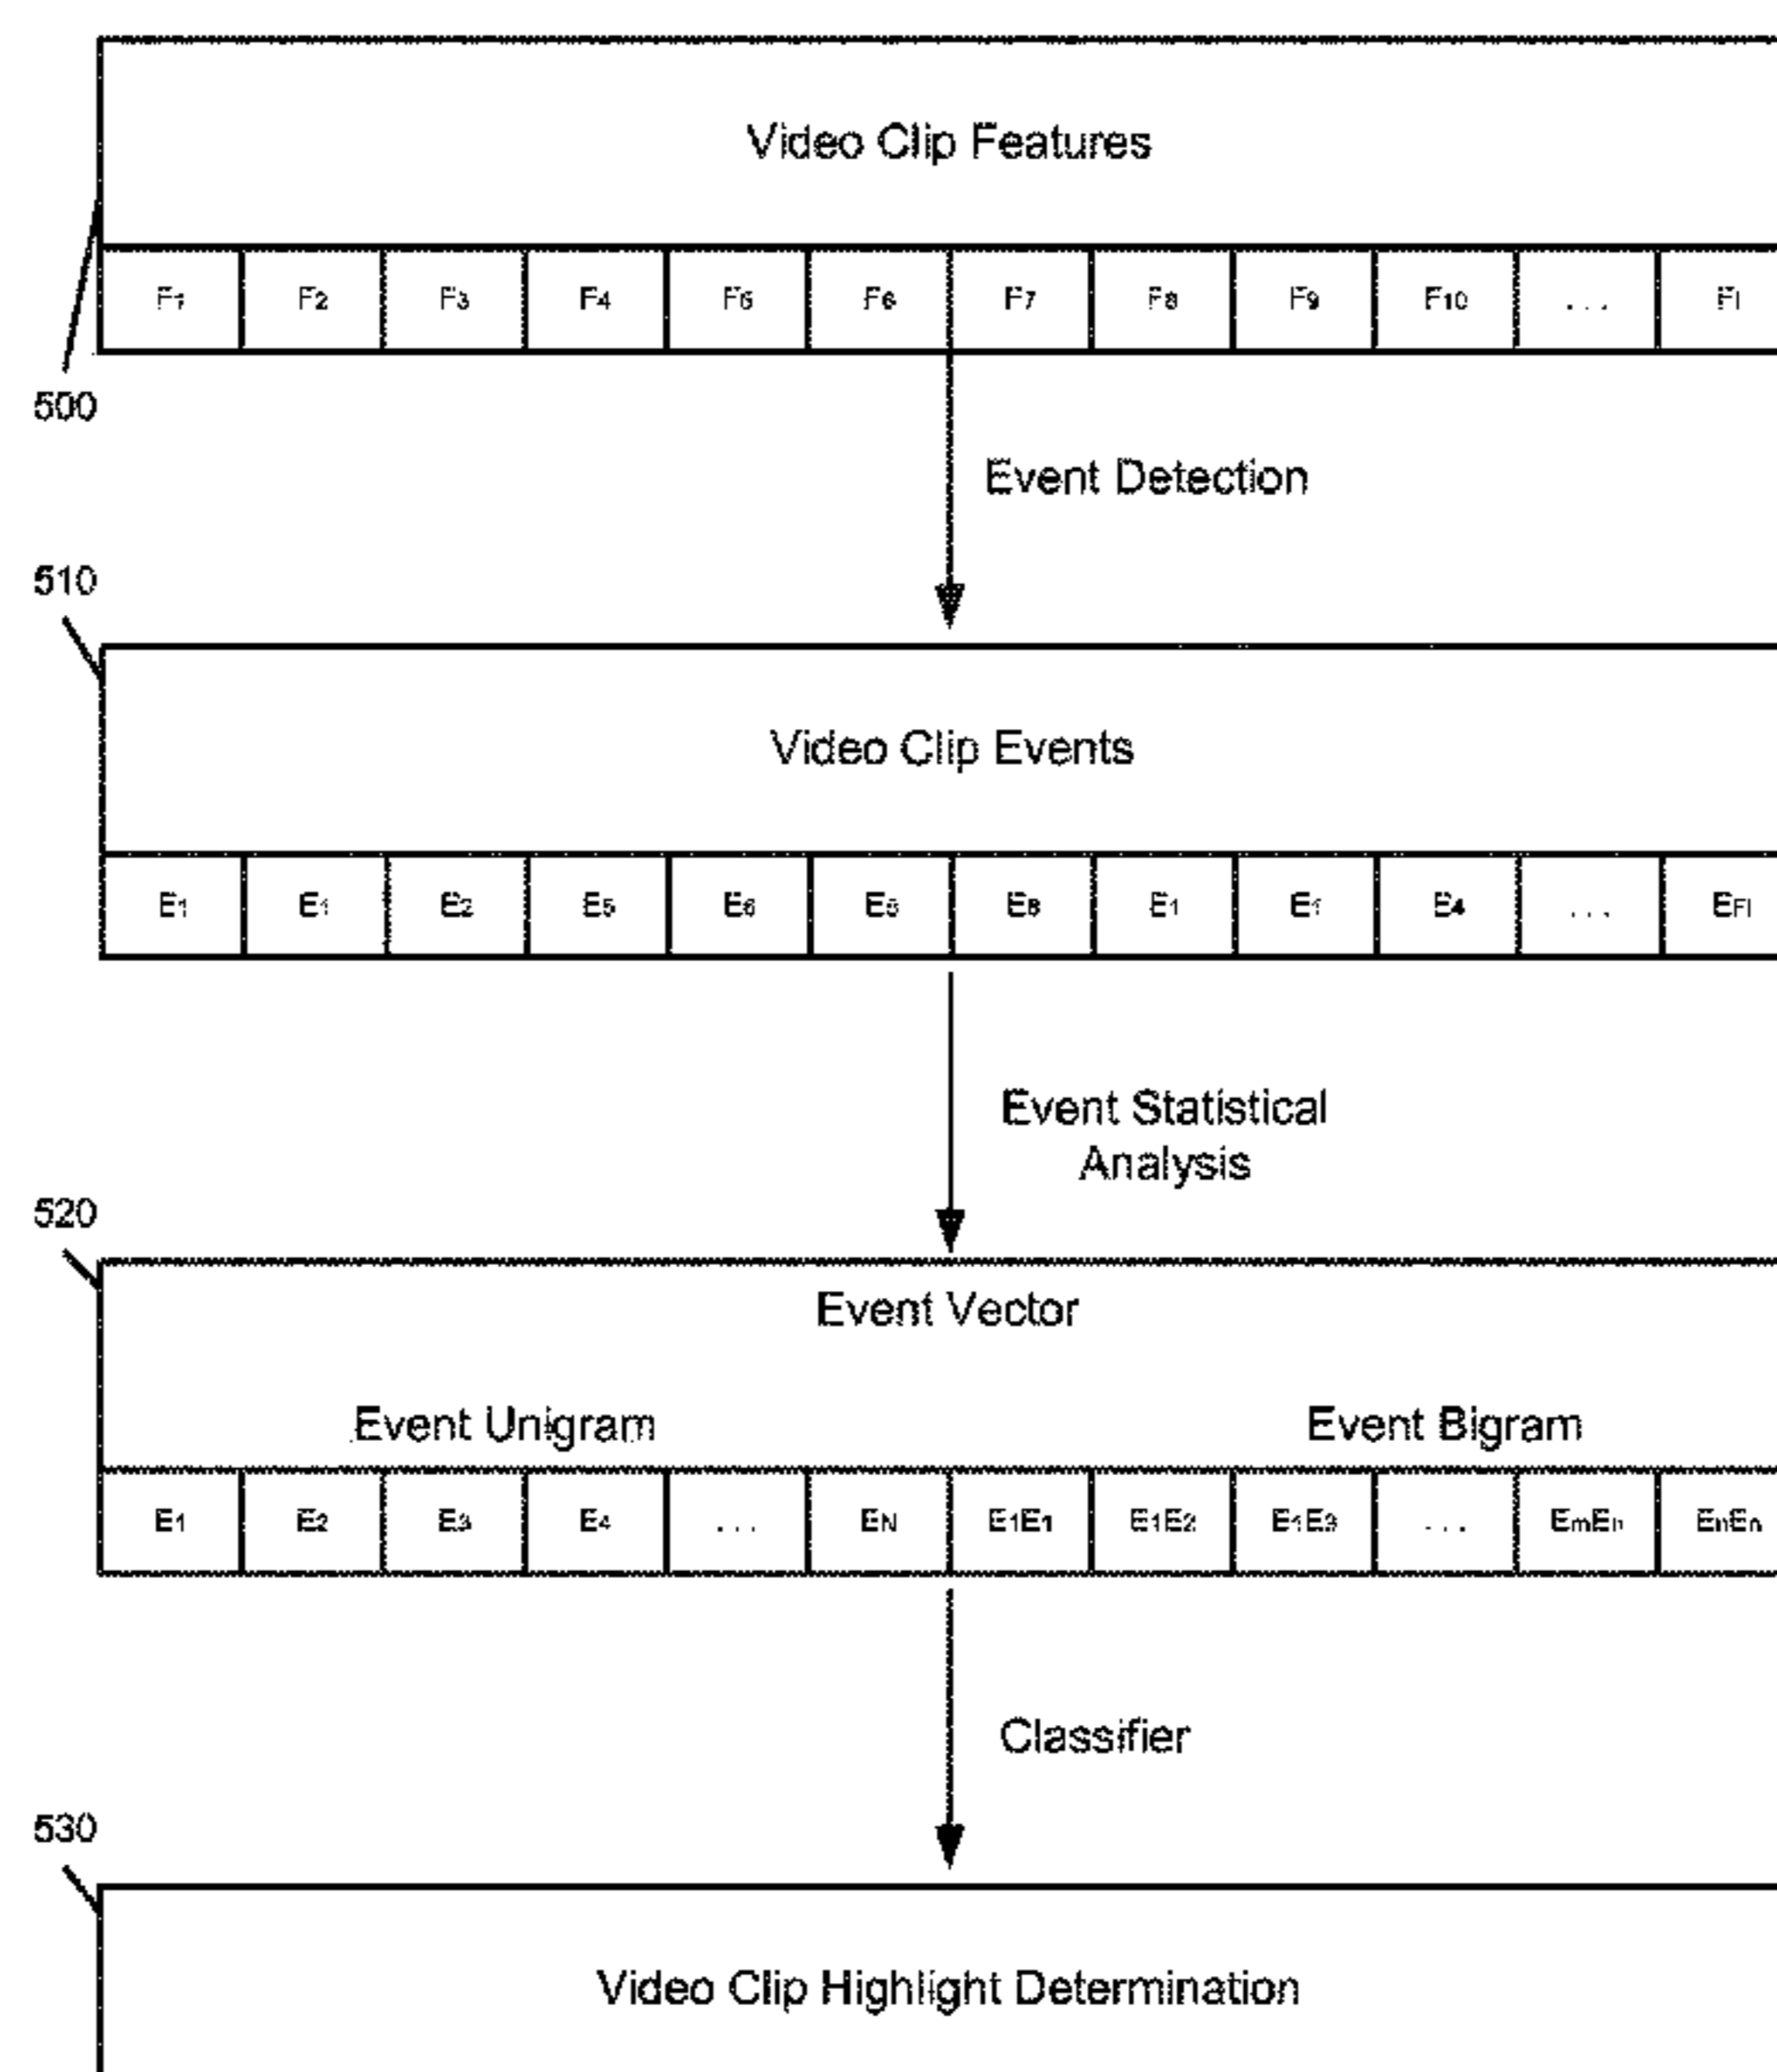 Video Clip Features
F1 F2 F3 F4 F5 F6 F7 F8 F9 F10 ... FI
500
Event Detection
510
Video Clip Events
E1 E1 E2 E5 E6 E5 E8 E1 E1 E4 ... EFI
Event Statistical
Analysis
520
Event Vector
Event Unigram Event Bigram
E1 E2 E3 E4 ... EN E1E1 E1E2 E1E3 ... EmEn EnEn
Classifier
530
Video Clip Highlight Determination